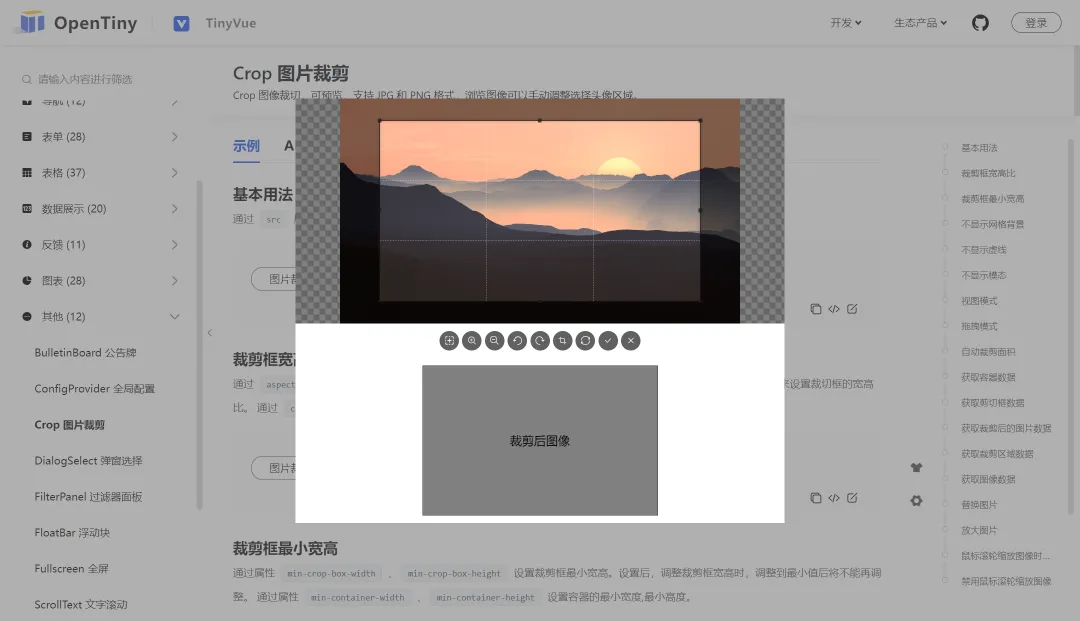 OpenTiny
TinyVue
开发
生态产品
登录
请输入内容进行筛选
导航 (12)
表单 (28)
表格 (37)
数据展示 (20)
反馈 (11)
图表 (28)
其他 (12)
BulletinBoard 公告牌
ConfigProvider 全局配置
Crop 图片裁剪
DialogSelect 弹窗选择
FilterPanel 过滤器面板
FloatBar 浮动块
Fullscreen 全屏
ScrollText 文字滚动
Crop 图片裁剪
Crop 图像裁切，可预览，支持 JPG 和 PNG 格式，浏览图像可以手动调整选择头像区域。
示例 A
基本用法
通过 src
图片裁
裁剪框宽高
通过 aspect 来设置裁切框的宽高
比。 通过 c
图片裁
裁剪框最小宽高
通过属性 min-crop-box-width 、 min-crop-box-height 设置裁剪框最小宽高。设置后，调整裁剪框宽高时，调整到最小值后将不能再调
整。 通过属性 min-container-width 、 min-container-height 设置容器的最小宽度,最小高度。
裁剪后图像
基本用法
裁剪框宽高比
裁剪框最小宽高
不显示网格背景
不显示虚线
不显示模态
视图模式
拖拽模式
自动裁剪面积
获取容器数据
获取剪切框数据
获取裁剪后的图片数据
获取裁剪区域数据
获取图像数据
替换图片
放大图片
鼠标滚轮缩放图像时...
禁用鼠标滚轮缩放图像